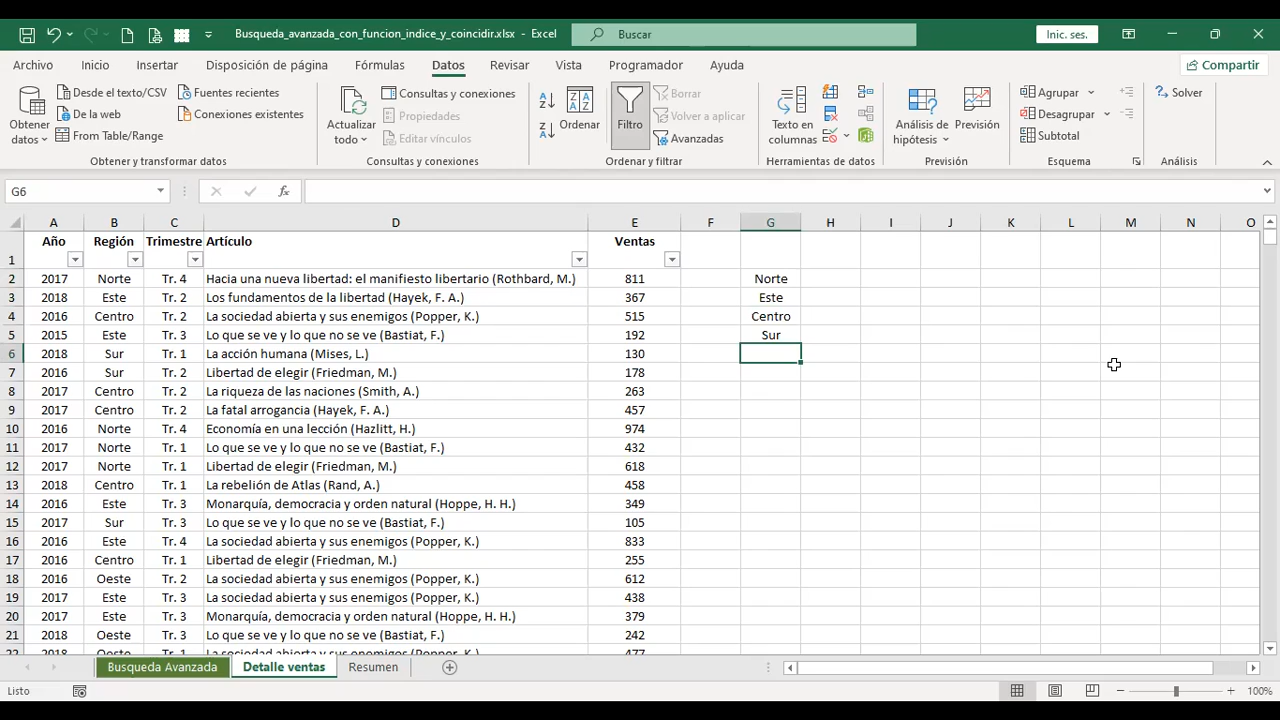 Busqueda_avanzada_con_funcion_indice_y_coincidir.xlsx - Excel
Buscar
Inic. ses.
Archivo Inicio Insertar Disposición de página Fórmulas Datos Revisar Vista Programador Ayuda Compartir
Obtener datos
Desde el texto/CSV
De la web
From Table/Range
Fuentes recientes
Conexiones existentes
Obtener y transformar datos
Actualizar todo
Consultas y conexiones
Propiedades
Editar vínculos
Consultas y conexiones
Ordenar
Filtro
Borrar
Volver a aplicar
Avanzadas
Ordenar y filtrar
Texto en columnas
Herramientas de datos
Análisis de hipótesis
Previsión
Previsión
Agrupar
Desagrupar
Subtotal
Esquema
Solver
Análisis
G6
fx
A B C D E F G H I J K L M N O
1 Año Región Trimestre Artículo Ventas
2 2017 Norte Tr. 4 Hacia una nueva libertad: el manifiesto libertario (Rothbard, M.) 811 Norte
3 2018 Este Tr. 2 Los fundamentos de la libertad (Hayek, F. A.) 367 Este
4 2016 Centro Tr. 2 La sociedad abierta y sus enemigos (Popper, K.) 515 Centro
5 2015 Este Tr. 3 Lo que se ve y lo que no se ve (Bastiat, F.) 192 Sur
6 2018 Sur Tr. 1 La acción humana (Mises, L.) 130
7 2016 Sur Tr. 2 Libertad de elegir (Friedman, M.) 178
8 2017 Centro Tr. 2 La riqueza de las naciones (Smith, A.) 263
9 2017 Centro Tr. 2 La fatal arrogancia (Hayek, F. A.) 457
10 2016 Norte Tr. 4 Economía en una lección (Hazlitt, H.) 974
11 2017 Norte Tr. 1 Lo que se ve y lo que no se ve (Bastiat, F.) 432
12 2017 Norte Tr. 1 Libertad de elegir (Friedman, M.) 618
13 2018 Centro Tr. 1 La rebelión de Atlas (Rand, A.) 458
14 2016 Este Tr. 3 Monarquía, democracia y orden natural (Hoppe, H. H.) 349
15 2017 Sur Tr. 3 Lo que se ve y lo que no se ve (Bastiat, F.) 105
16 2016 Este Tr. 4 La sociedad abierta y sus enemigos (Popper, K.) 833
17 2016 Centro Tr. 1 Libertad de elegir (Friedman, M.) 255
18 2016 Oeste Tr. 2 La sociedad abierta y sus enemigos (Popper, K.) 612
19 2017 Este Tr. 3 La sociedad abierta y sus enemigos (Popper, K.) 438
20 2017 Este Tr. 3 Monarquía, democracia y orden natural (Hoppe, H. H.) 379
21 2018 Oeste Tr. 3 Lo que se ve y lo que no se ve (Bastiat, F.) 242
Busqueda Avanzada Detalle ventas Resumen
Listo
100%